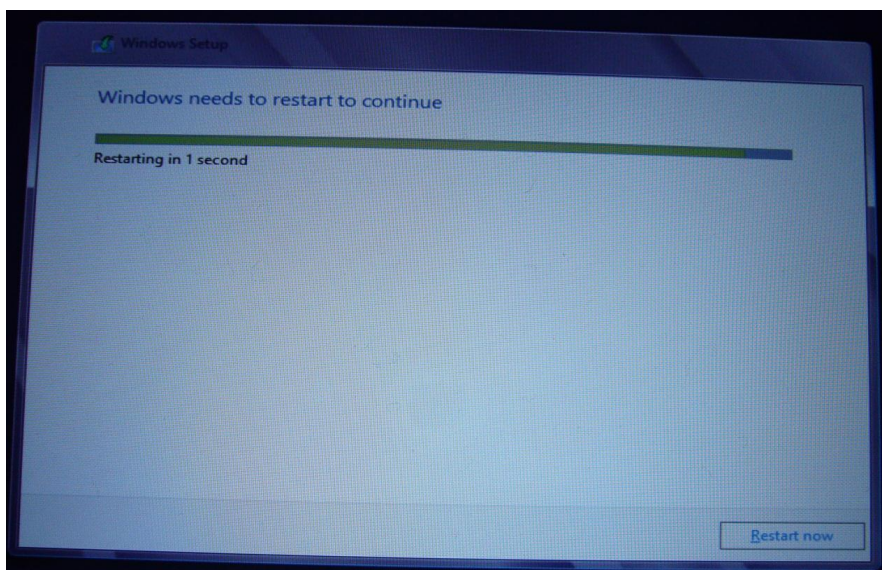 Windows Setup
Windows needs to restart to continue
Restarting in 1 second
Restart now